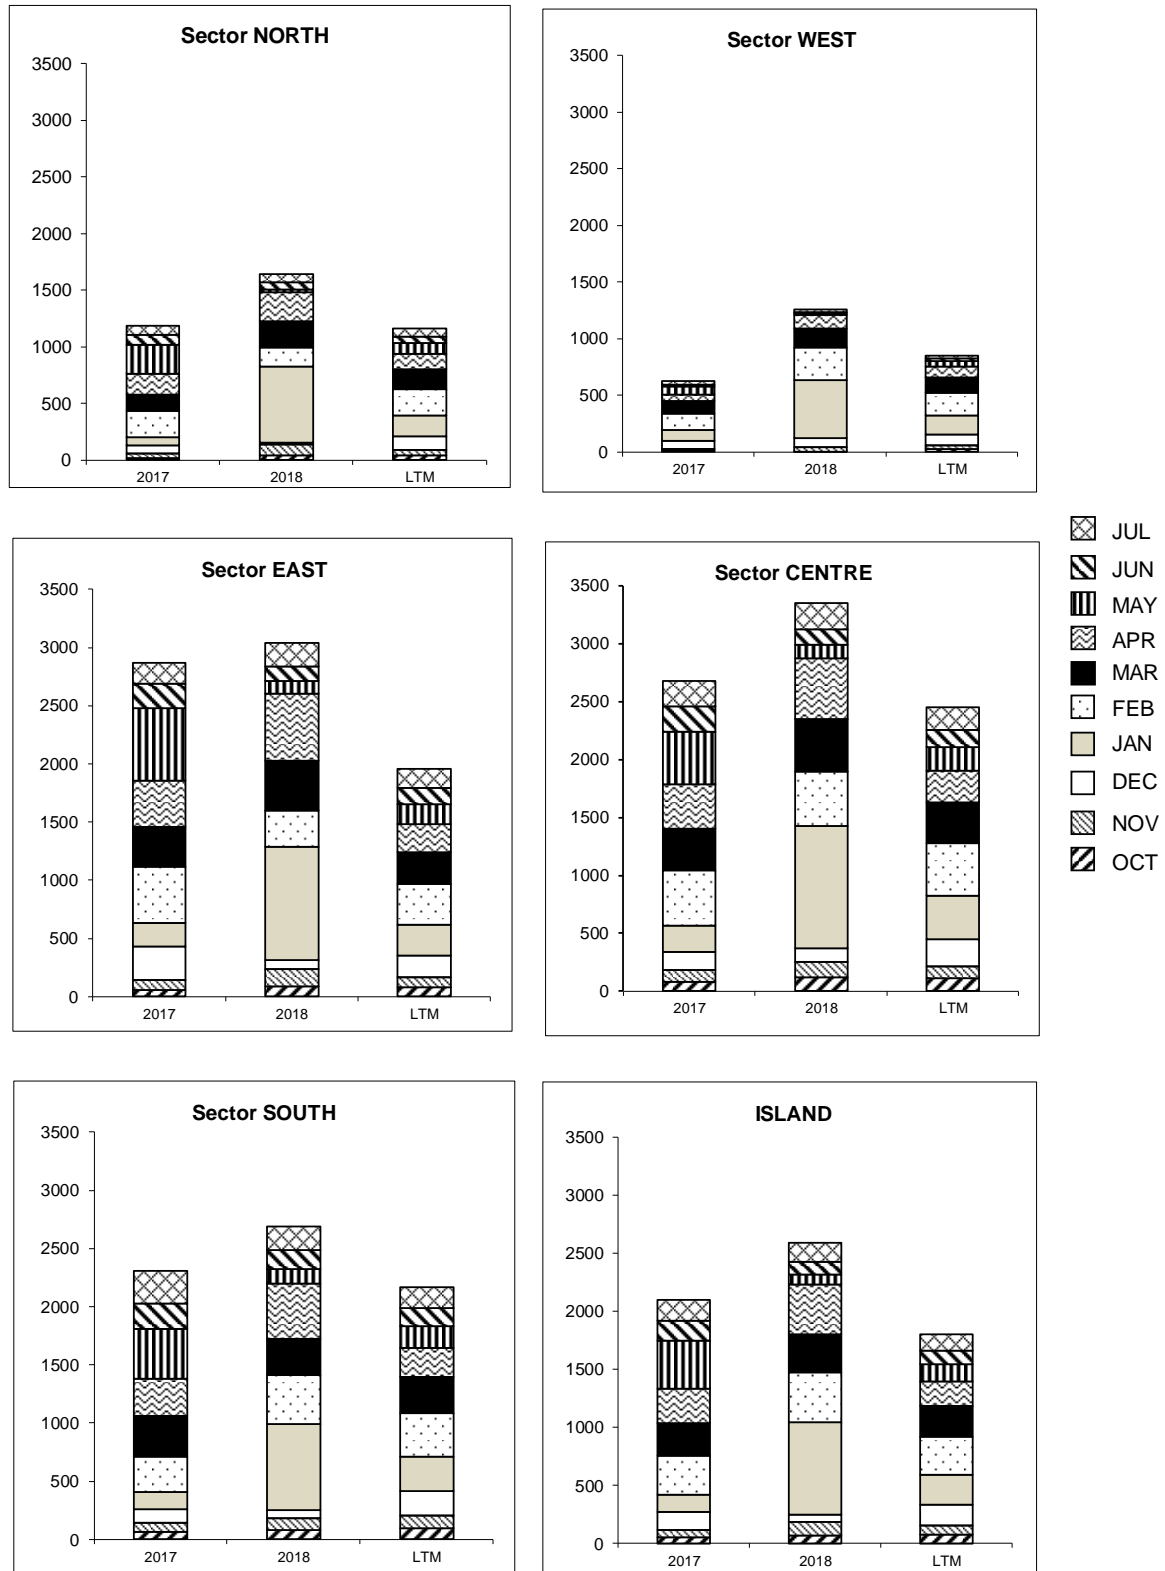 Sector NORTH
3500
3000
2500
2000
1500
1000
500
0
2017 2018 LTM
Sector WEST
3500
3000
2500
2000
1500
1000
500
0
2017 2018 LTM
Sector EAST
3500
3000
2500
2000
1500
1000
500
0
2017 2018 LTM
Sector CENTRE
3500
3000
2500
2000
1500
1000
500
0
2017 2018 LTM
JUL
JUN
MAY
APR
MAR
FEB
JAN
DEC
NOV
OCT
Sector SOUTH
3500
3000
2500
2000
1500
1000
500
0
2017 2018 LTM
ISLAND
3500
3000
2500
2000
1500
1000
500
0
2017 2018 LTM